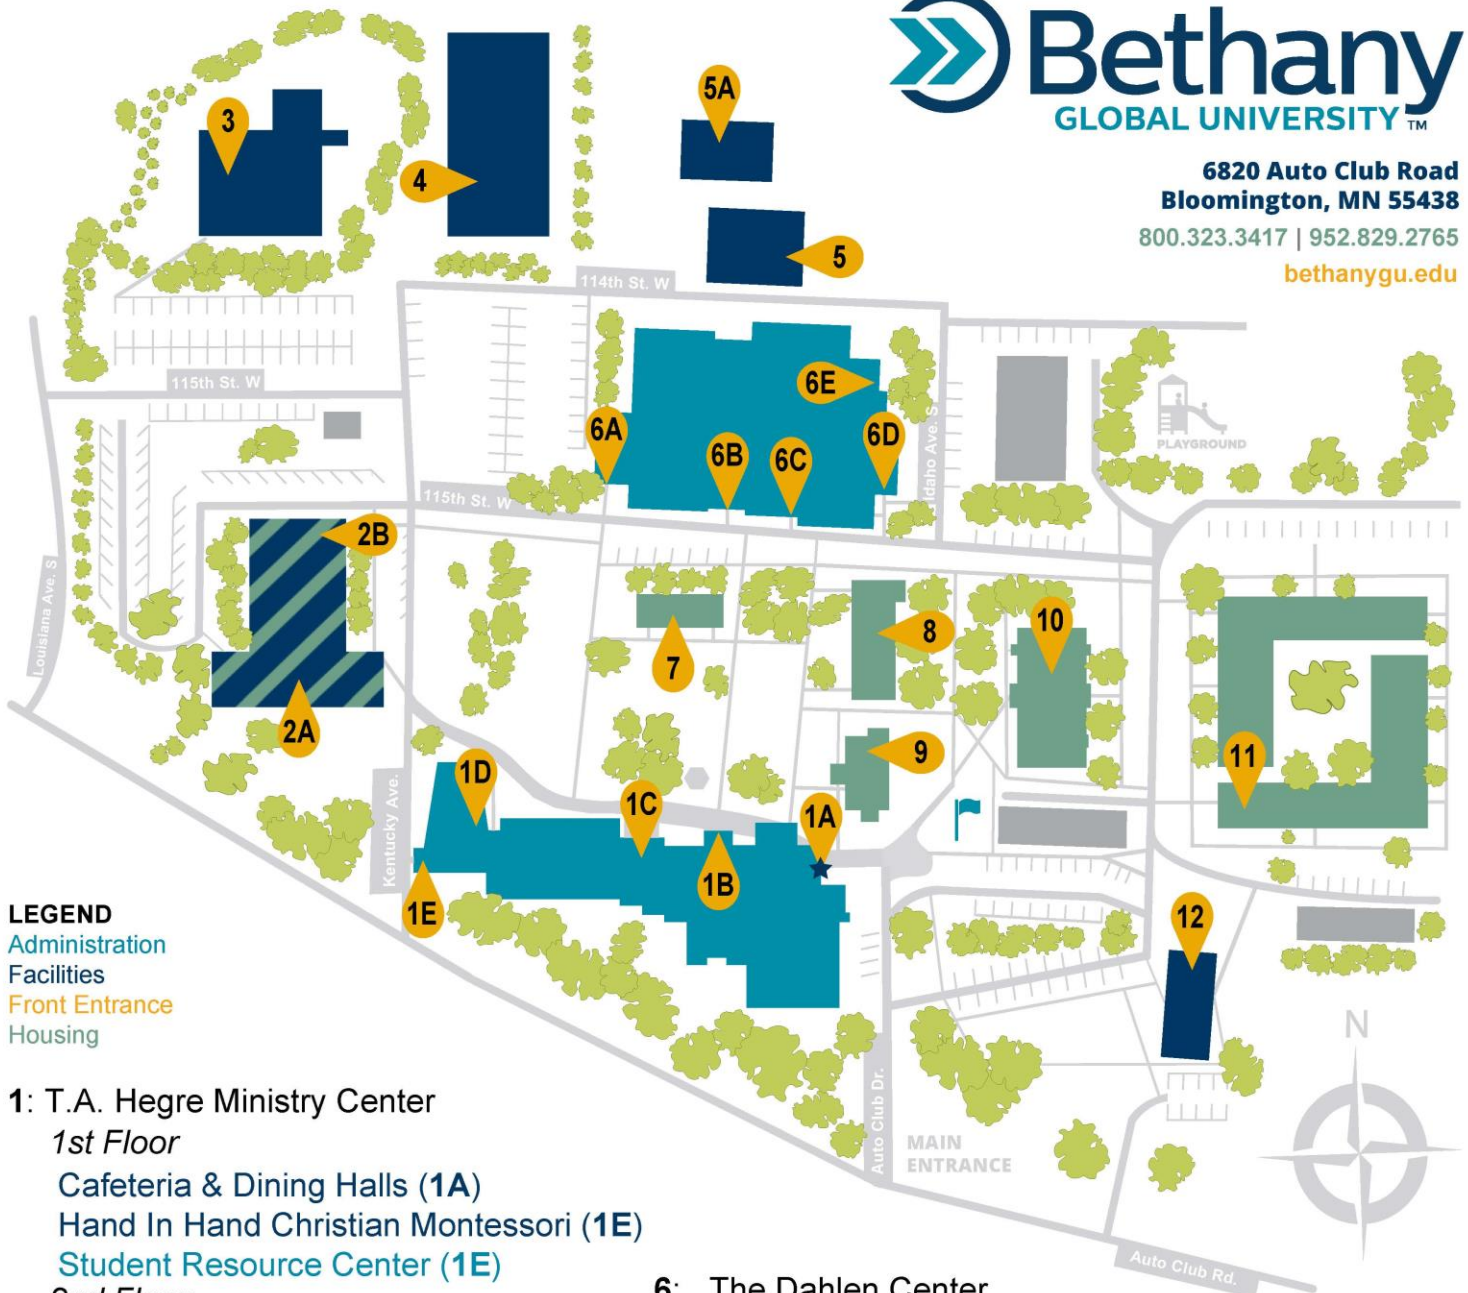 Bethany
GLOBAL UNIVERSITY™
6820 Auto Club Road
Bloomington, MN 55438
800.323.3417 | 952.829.2765
bethanygu.edu
5A
3
4
5
114th St. W
6E
115th St. W
PLAYGROUND
6A
6D
6B
6C
Idaho Ave. S
115th St. W
2B
Louisiana Ave. S
8
10
7
2A
9
11
1D
1C
1A
Kentucky Ave.
1B
1E
12
LEGEND
Administration
Facilities
Front Entrance
Housing
N
Auto Club Dr.
MAIN
ENTRANCE
Auto Club Rd.
1: T.A. Hegre Ministry Center
1st Floor
Cafeteria & Dining Halls (1A)
Hand In Hand Christian Montessori (1E)
Student Resource Center (1E)
6: The Dahlen Center